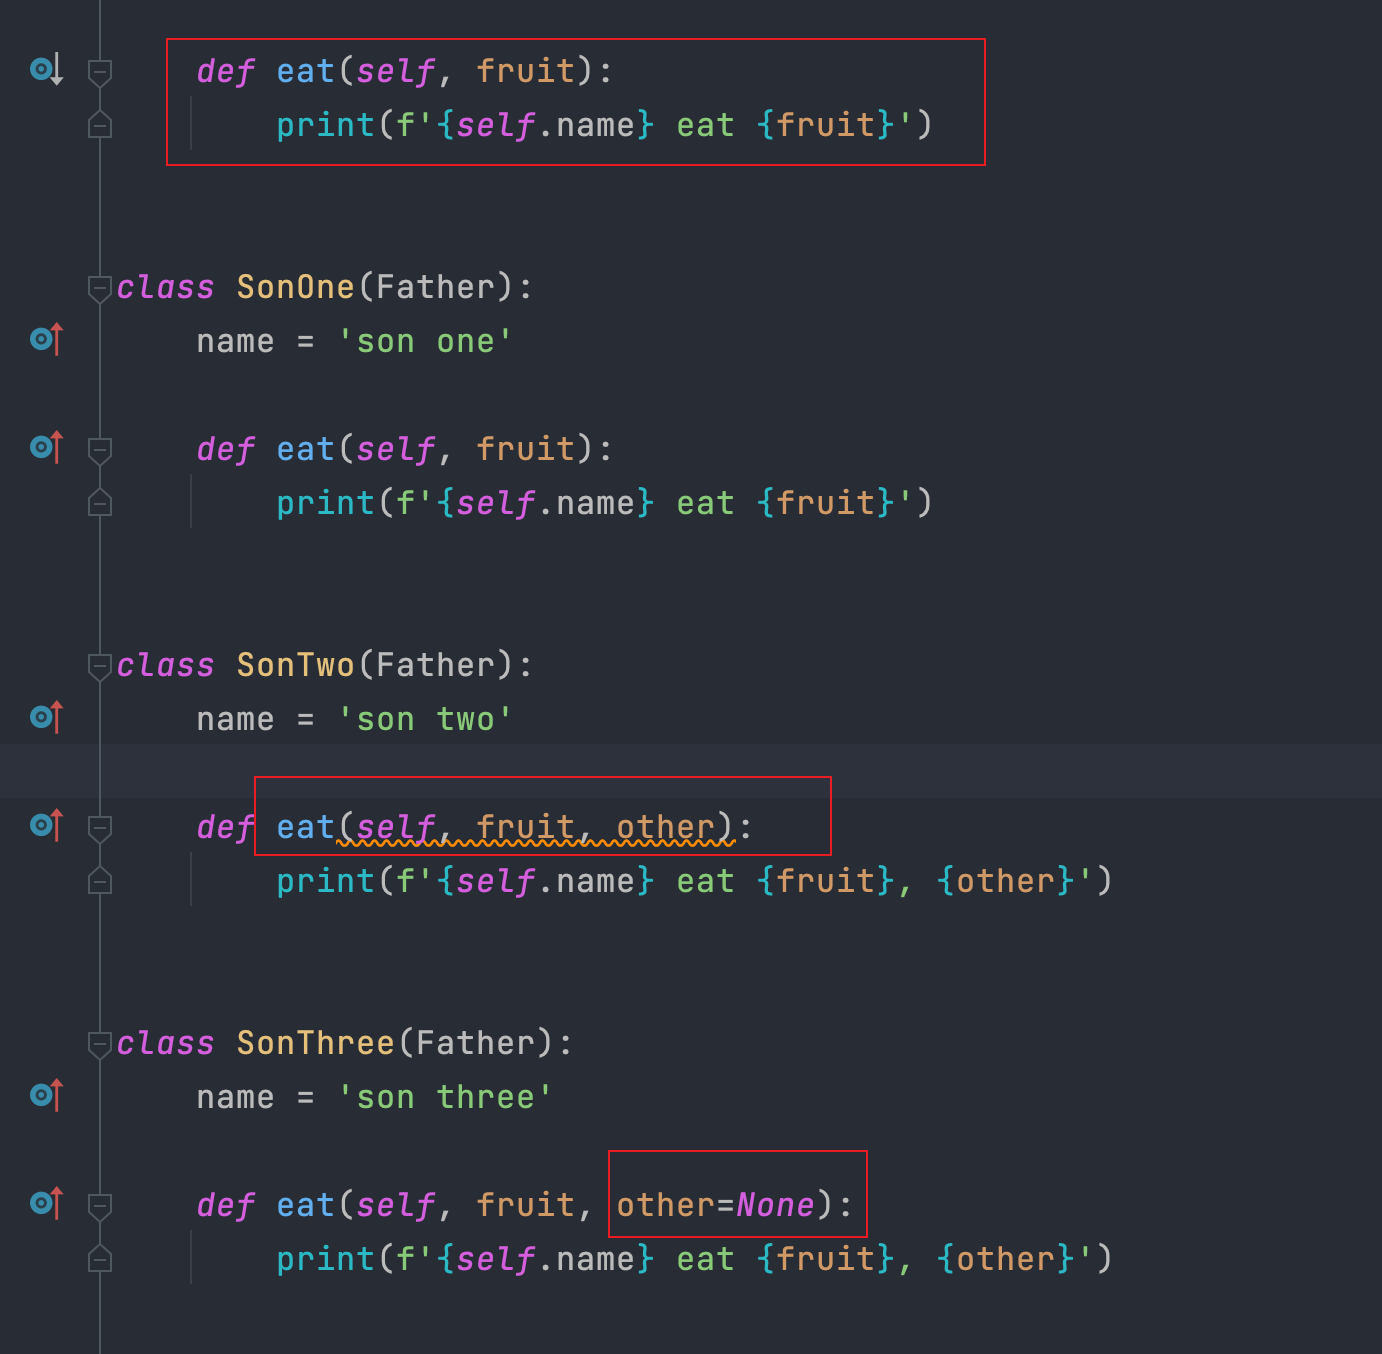 def eat(self, fruit):
print(f'{self.name} eat {fruit}')
class SonOne(Father):
name = 'son one'
def eat(self, fruit):
print(f'{self.name} eat {fruit}')
class SonTwo(Father):
name = 'son two'
def eat(self, fruit, other):
print(f'{self.name} eat {fruit}, {other}')
class SonThree(Father):
name = 'son three'
def eat(self, fruit, other=None):
print(f'{self.name} eat {fruit}, {other}')